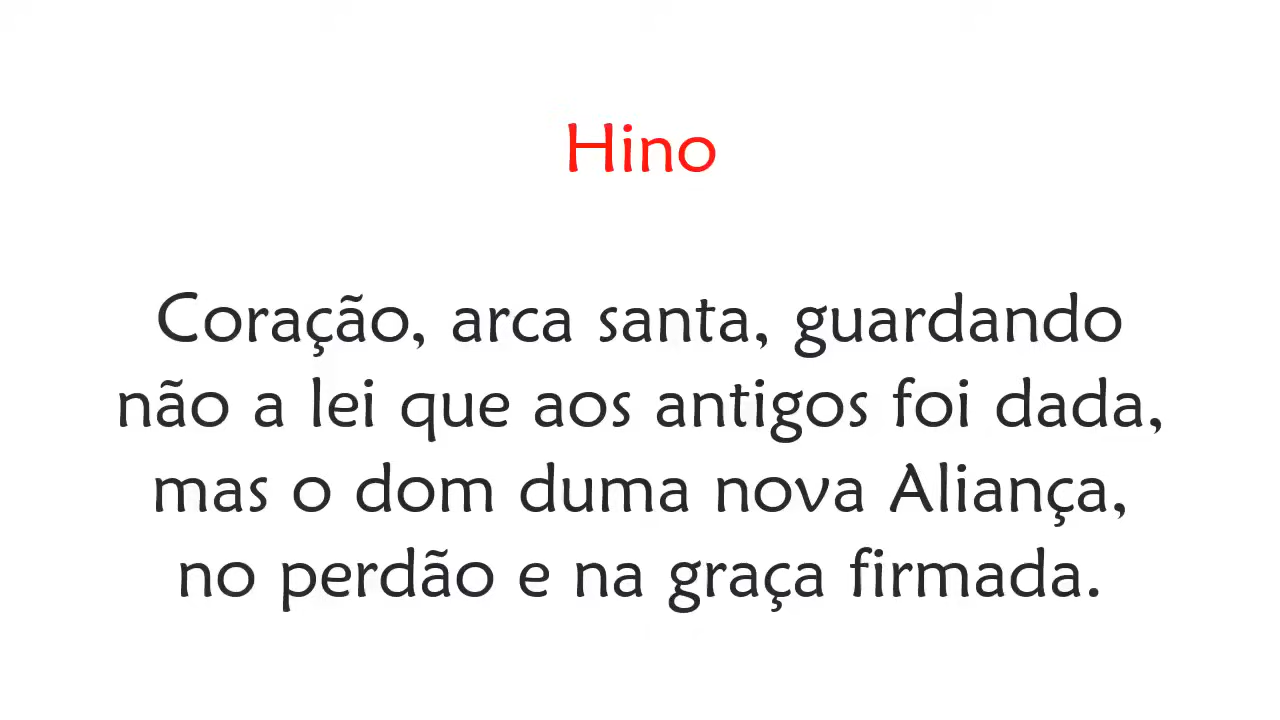 Hino
Coração, arca santa, guardando
não a lei que aos antigos foi dada,
mas o dom duma nova Aliança,
no perdão e na graça firmada.